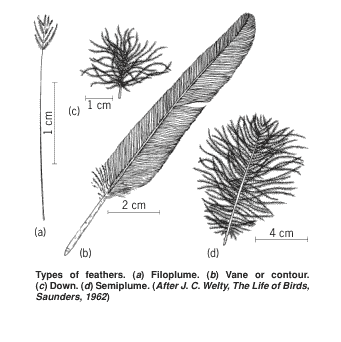 (c)
1 cm
1 cm
2 cm
4 cm
(a)
(b)
(d)
Types of feathers. (a) Filoplume. (b) Vane or contour.
(c) Down. (d) Semiplume. (After J. C. Welty, The Life of Birds,
Saunders, 1962)